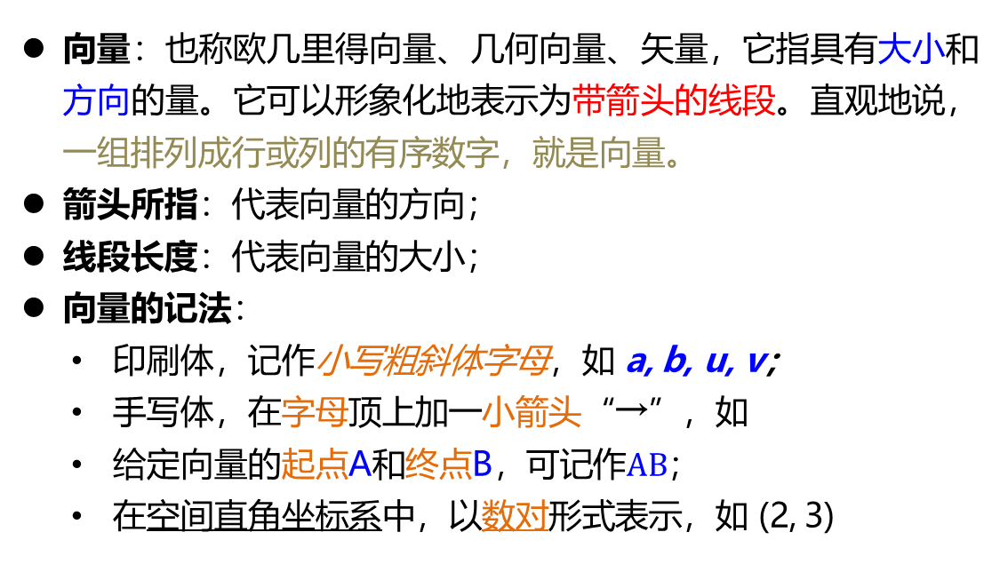 ● 向量：也称欧几里得向量、几何向量、矢量，它指具有大小和
方向的量。它可以形象化地表示为带箭头的线段。直观地说，
一组排列成行或列的有序数字，就是向量。
● 箭头所指：代表向量的方向；
● 线段长度：代表向量的大小；
● 向量的记法：
• 印刷体，记作小写粗斜体字母，如 a, b, u, v;
• 手写体，在字母顶上加一小箭头“→”，如
• 给定向量的起点A和终点B，可记作AB；
• 在空间直角坐标系中，以数对形式表示，如 (2, 3)